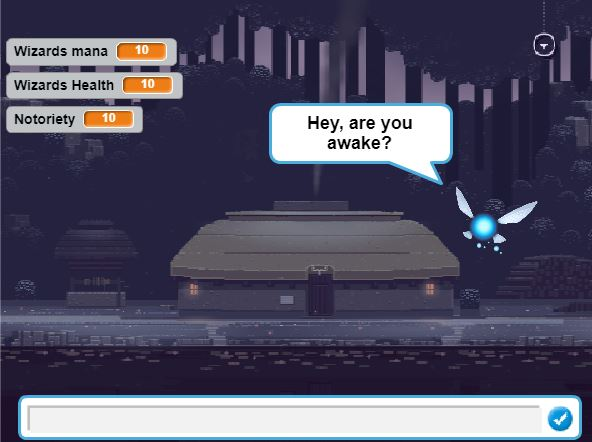 Wizards mana 10
Wizards Health 10
Notoriety 10
Hey, are you
awake?